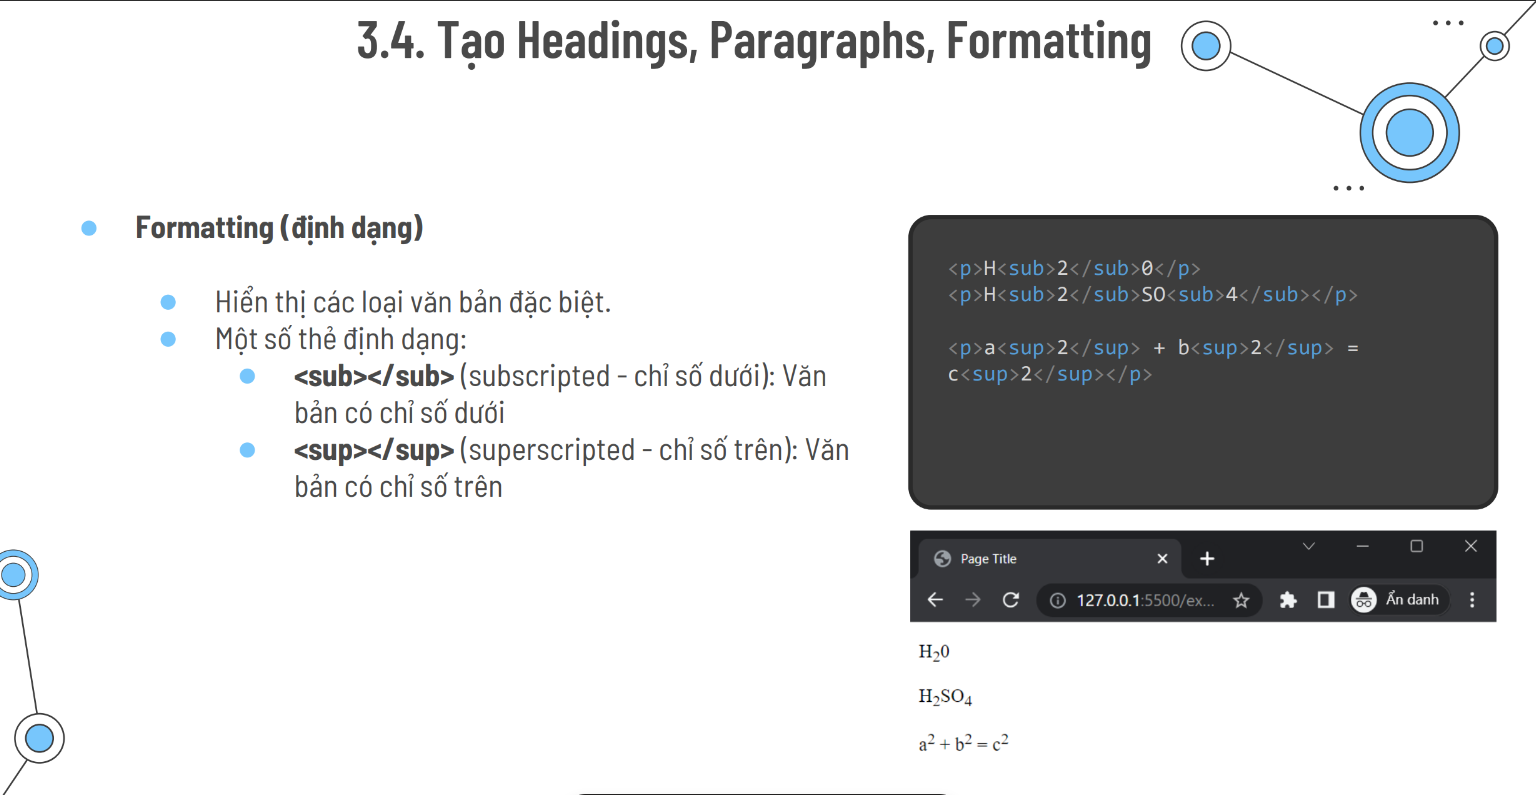 3.4. Tạo Headings, Paragraphs, Formatting
Formatting (định dạng)
Hiển thị các loại văn bản đặc biệt.
Một số thẻ định dạng:
<sub></sub> (subscripted - chỉ số dưới): Văn
bản có chỉ số dưới
<sup></sup> (superscripted - chỉ số trên): Văn
bản có chỉ số trên
<p>H<sub>2</sub>0</p>
<p>H<sub>2</sub>SO<sub>4</sub></p>
<p>a<sup>2</sup> + b<sup>2</sup> =
c<sup>2</sup></p>
Page Title
127.0.0.1:5500/ex...
Ẩn danh
H₂0
H₂SO₄
a² + b² = c²